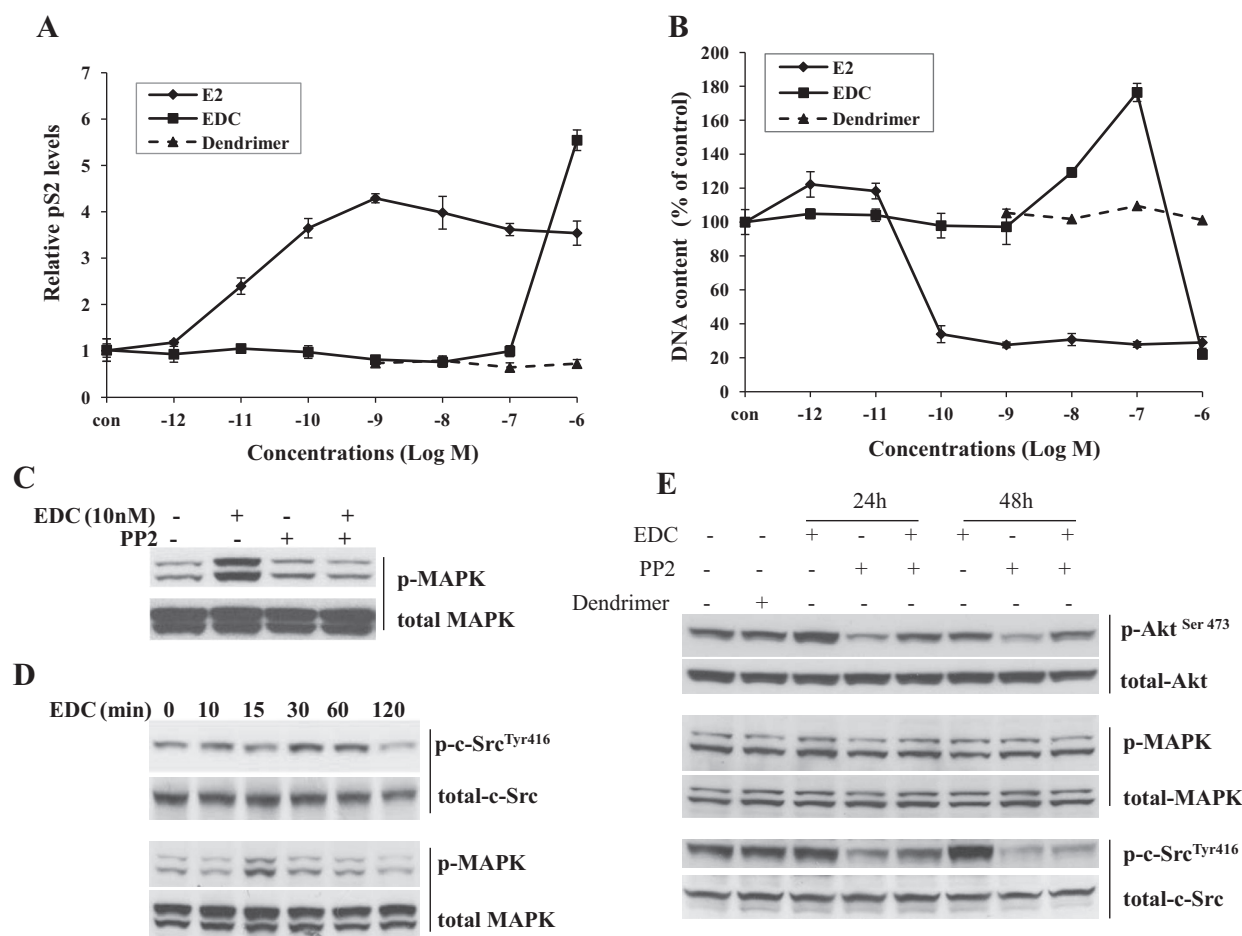 A
Relative pS2 levels
7
6
5
4
3
2
1
0
E2
EDC
Dendrimer
con -12 -11 -10 -9 -8 -7 -6
Concentrations (Log M)
B
DNA content (% of control)
200
180
160
140
120
100
80
60
40
20
0
E2
EDC
Dendrimer
con -12 -11 -10 -9 -8 -7 -6
Concentrations (Log M)
C
EDC (10nM) - + - +
PP2 - - + +
p-MAPK
total MAPK
D
EDC (min) 0 10 15 30 60 120
p-c-Src Tyr416
total-c-Src
p-MAPK
total MAPK
E
24h 48h
EDC - - + - + + - +
PP2 - - - + + - + +
Dendrimer - + - - - - - -
p-Akt Ser 473
total-Akt
p-MAPK
total-MAPK
p-c-Src Tyr416
total-c-Src